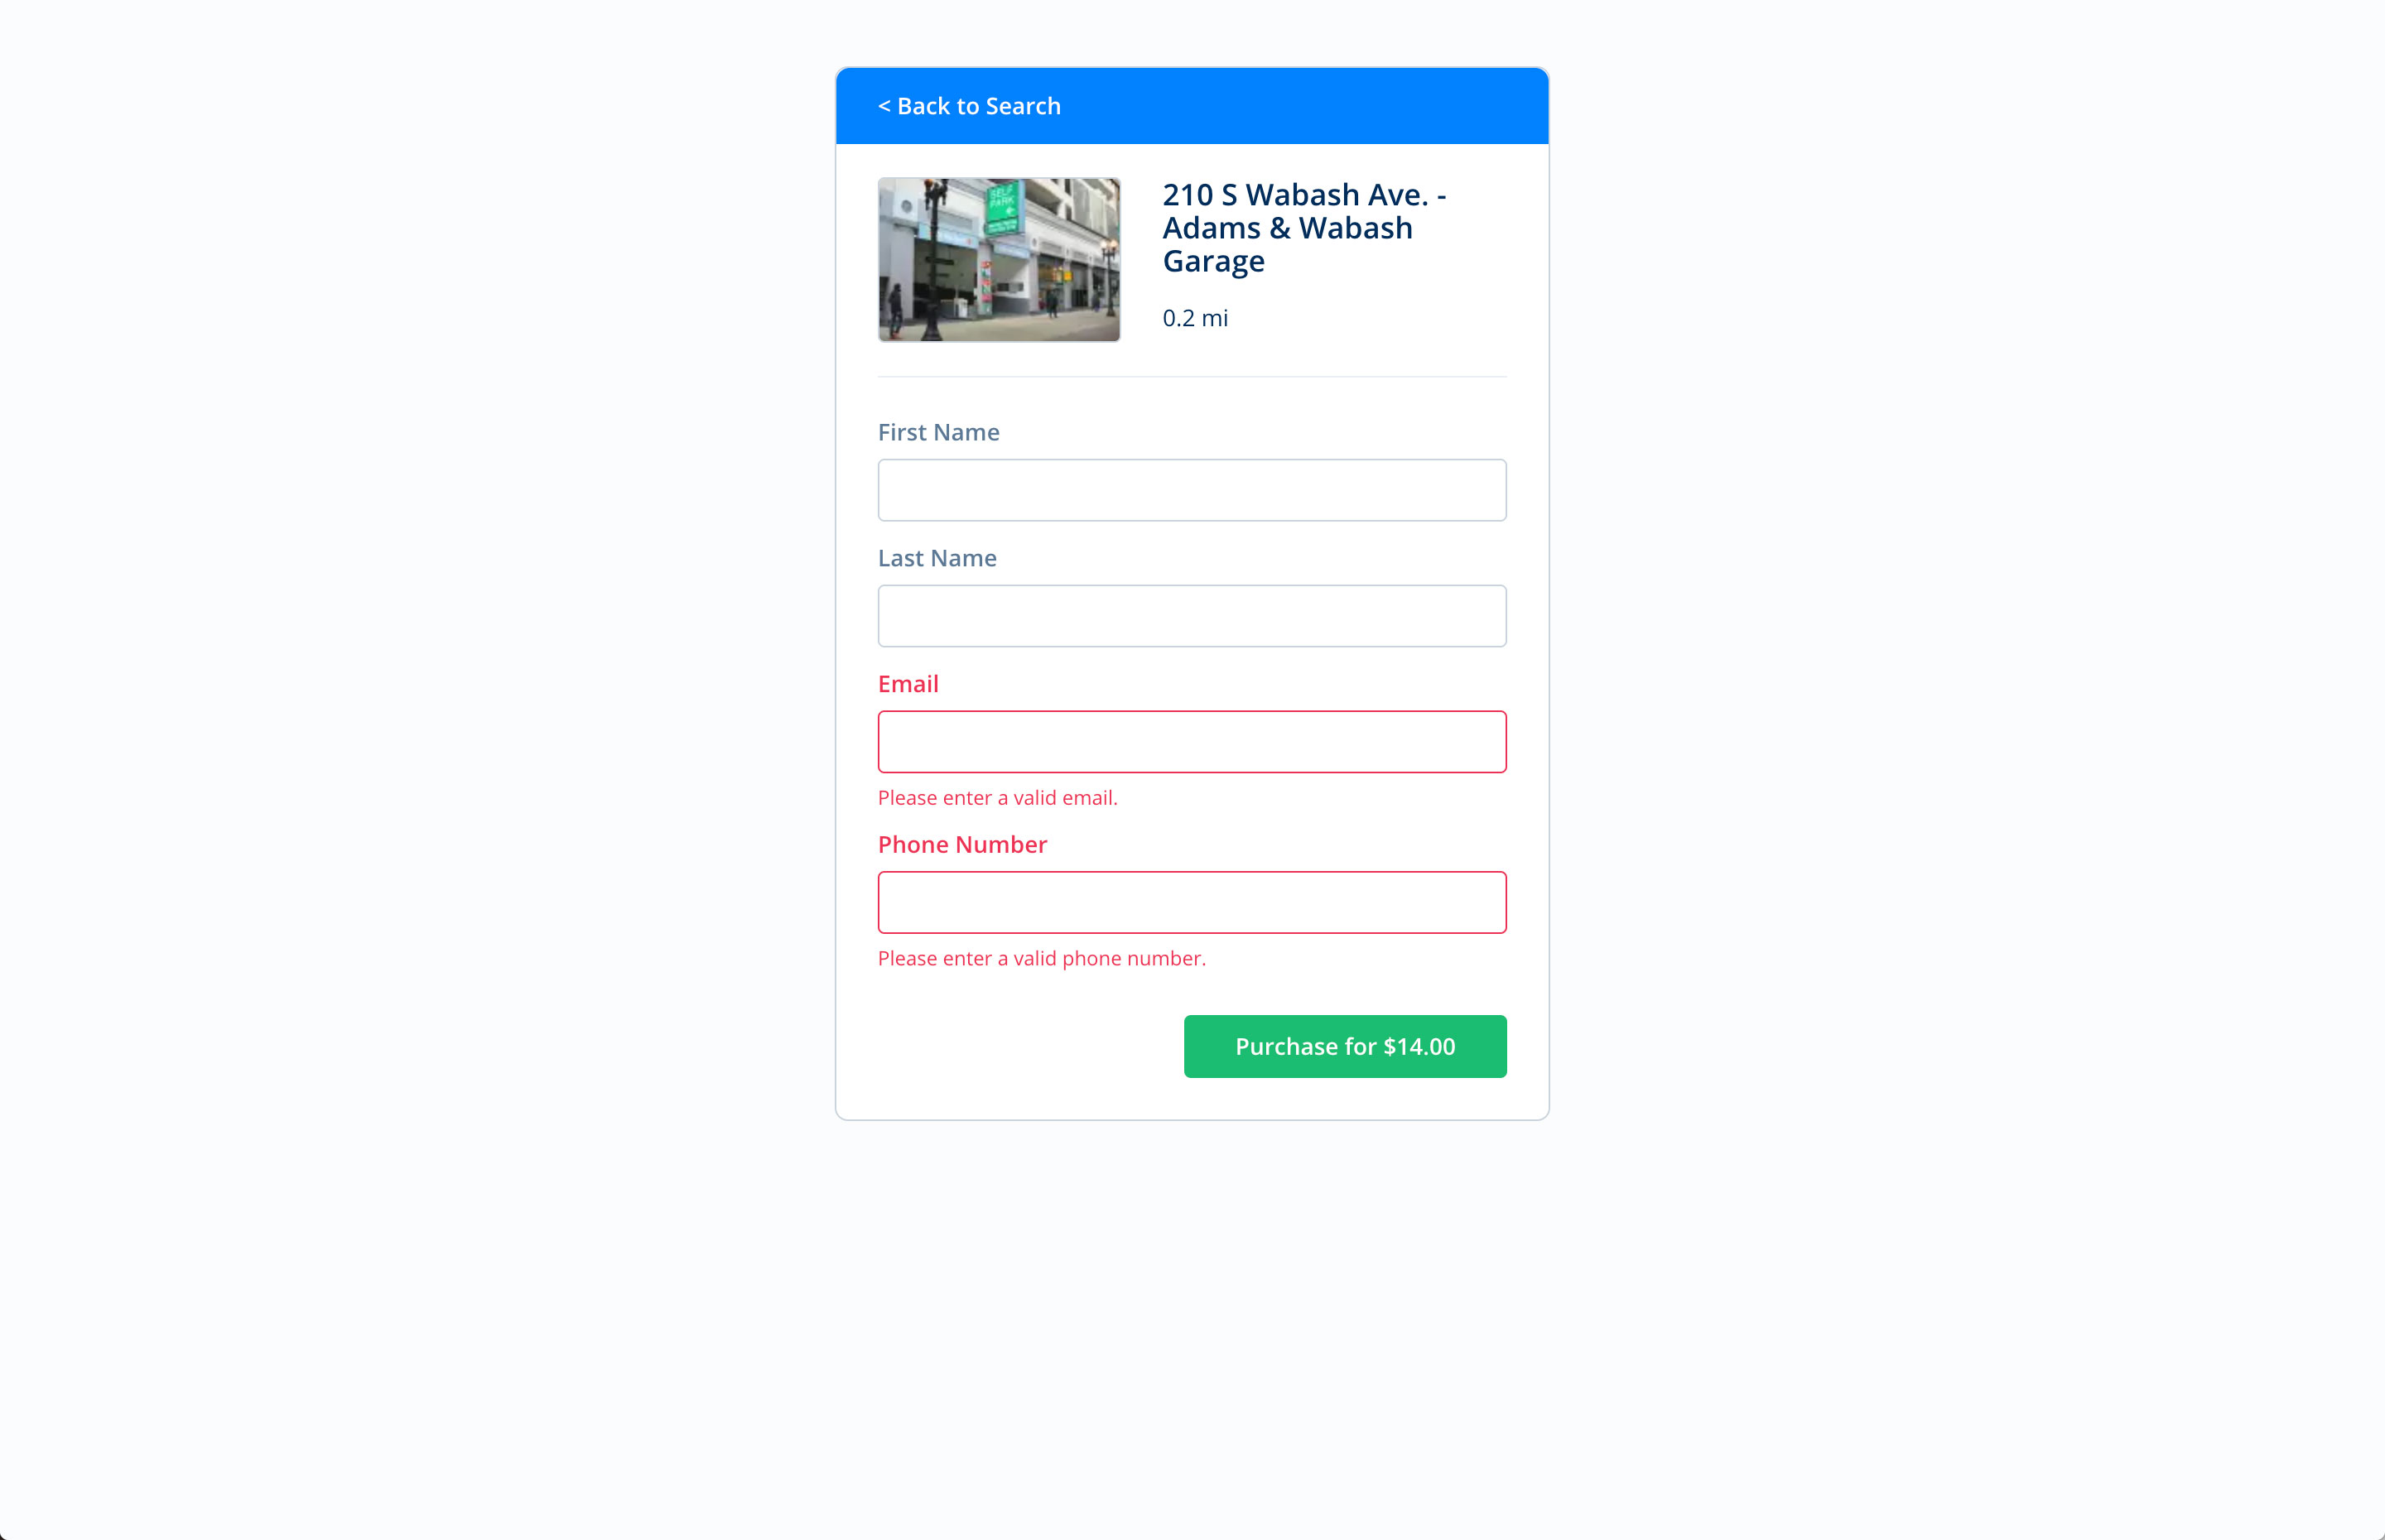 < Back to Search
SELF
PARK
210 S Wabash Ave. -
Adams & Wabash
Garage
0.2 mi
First Name
Last Name
Email
Please enter a valid email.
Phone Number
Please enter a valid phone number.
Purchase for $14.00